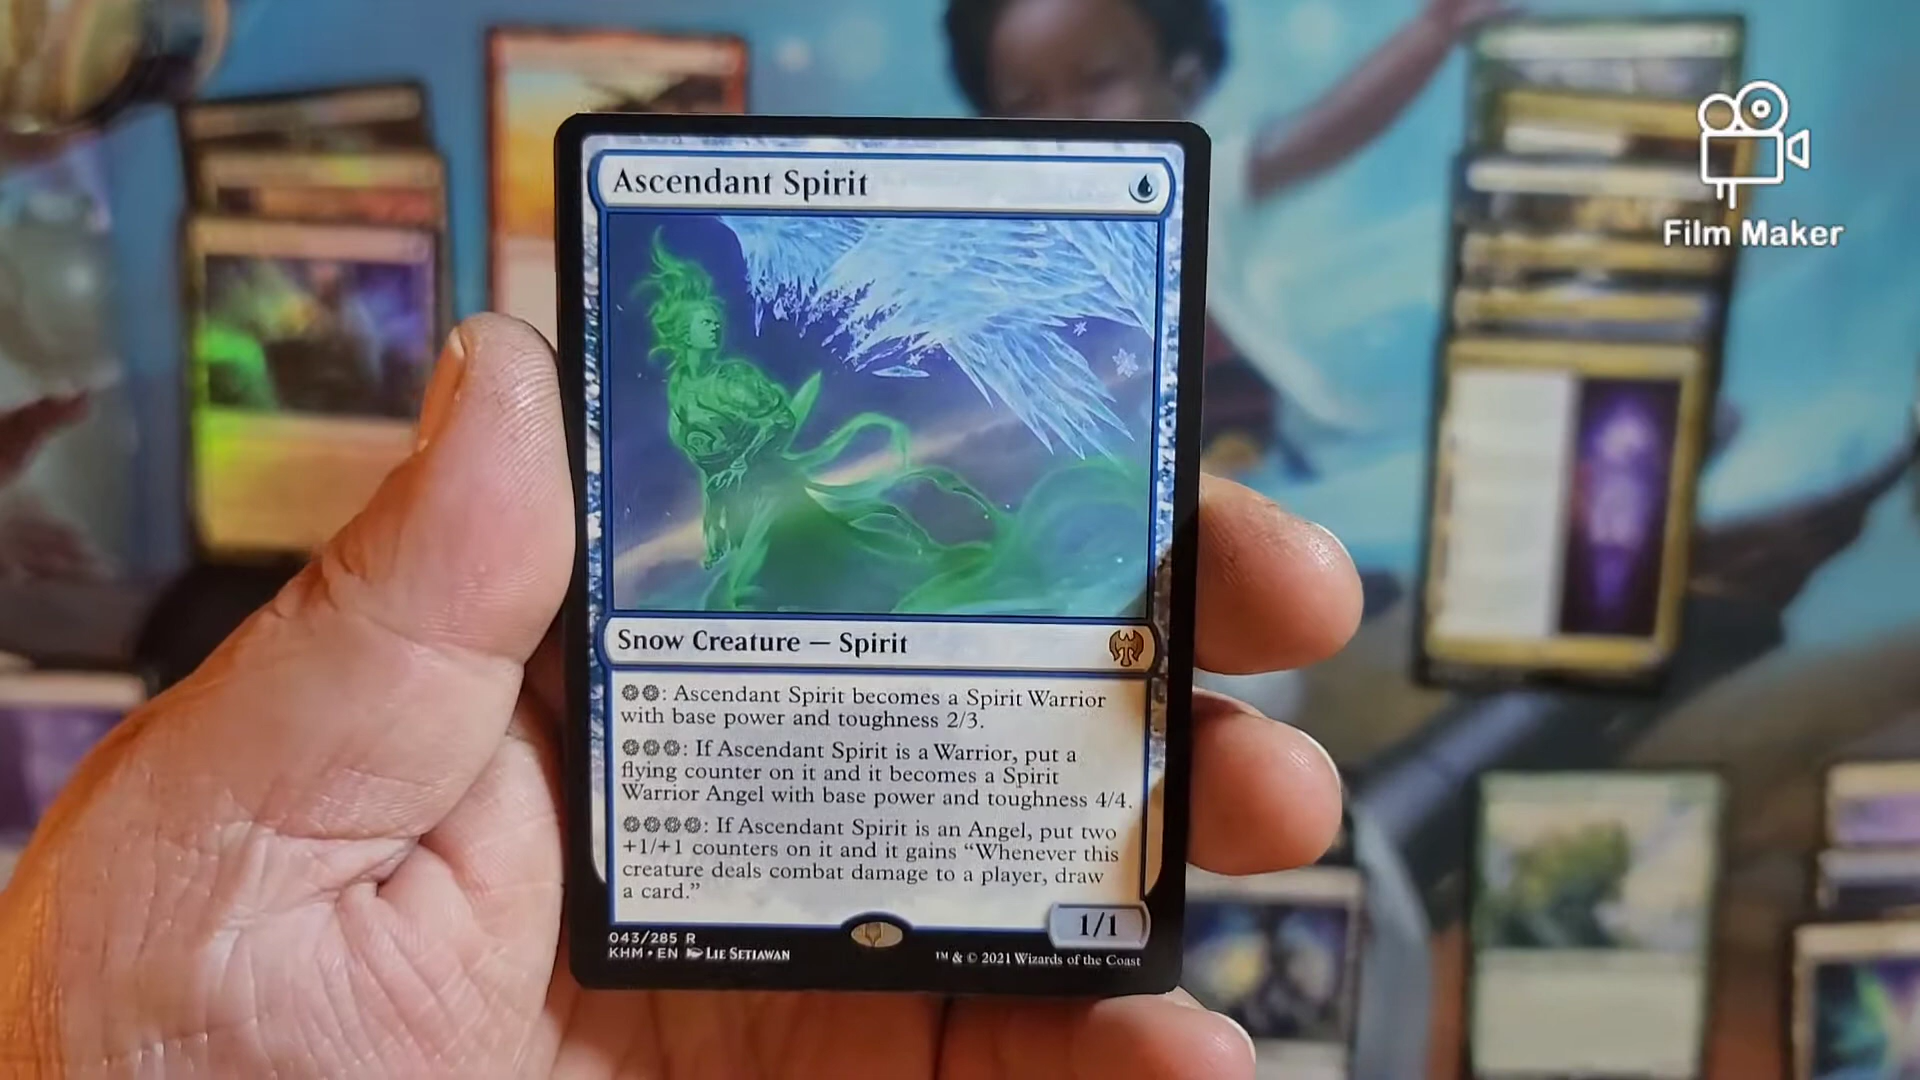 Ascendant Spirit
Film Maker
Snow Creature — Spirit
: Ascendant Spirit becomes a Spirit Warrior
with base power and toughness 2/3.
: If Ascendant Spirit is a Warrior, put a
flying counter on it and it becomes a Spirit
Warrior Angel with base power and toughness 4/4.
: If Ascendant Spirit is an Angel, put two
+1/+1 counters on it and it gains “Whenever this
creature deals combat damage to a player, draw
a card.”
1/1
043/285 R
KHM • EN LIE SETIAWAN
™ & © 2021 Wizards of the Coast